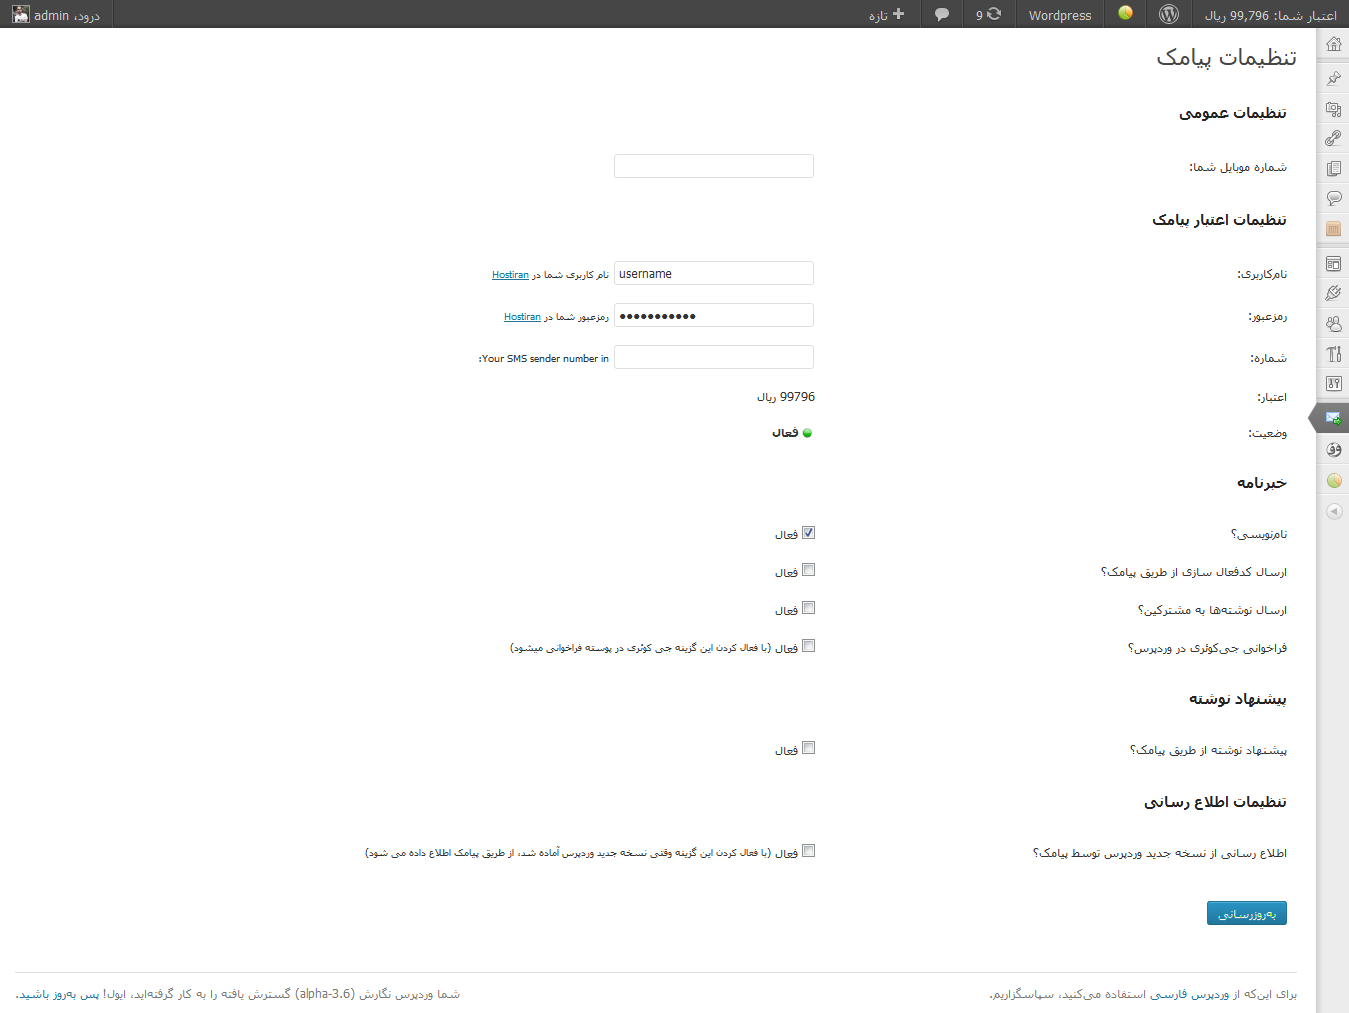 اعتبار شما: 99,796 ریال
Wordpress
9
تازه
درود، admin
تنظیمات پیامک
تنظیمات عمومی
شماره موبایل شما:
تنظیمات اعتبار پیامک
نام‌کاربری: username نام کاربری شما در Hostiran
رمزعبور: ●●●●●●●●●●● رمزعبور شما در Hostiran
شماره: Your SMS sender number in:
اعتبار: 99796 ریال
وضعیت: فعال
خبرنامه
نام‌نویسی؟ فعال
ارسال کدفعال سازی از طریق پیامک؟ فعال
ارسال نوشته‌ها به مشترکین؟ فعال
فراخوانی جی‌کوئری در وردپرس؟ فعال (با فعال کردن این گزینه جی کوئری در پوسته فراخوانی میشود)
پیشنهاد نوشته
پیشنهاد نوشته از طریق پیامک؟ فعال
تنظیمات اطلاع رسانی
اطلاع رسانی از نسخه جدید وردپرس توسط پیامک؟ فعال (با فعال کردن این گزینه وقتی نسخه جدید وردپرس آماده شد، از طریق پیامک اطلاع داده می شود)
به‌روزرسانی
برای این‌که از وردپرس فارسی استفاده می‌کنید، سپاسگزاریم.
شما وردپرس نگارش (3.6-alpha) گسترش یافته را به کار گرفته‌اید، ایول! پس به‌روز باشید.